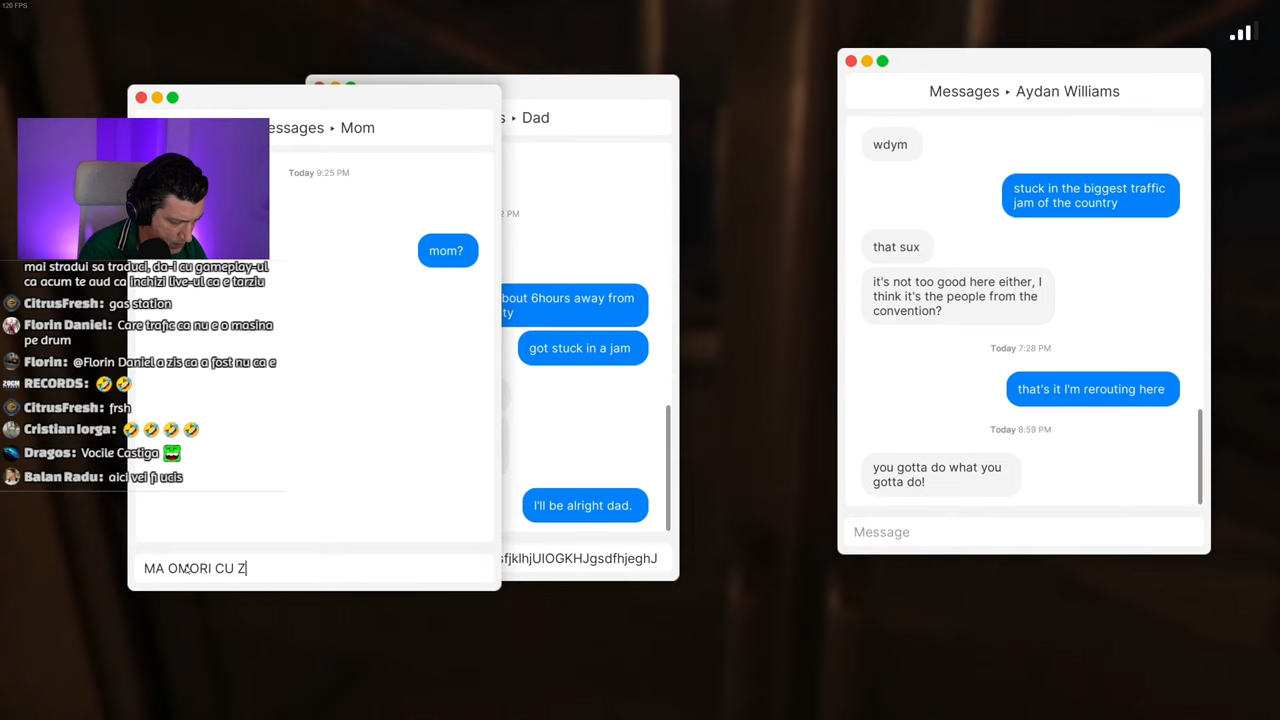 120 FPS
essages ▸ Mom
Today 9:25 PM
mom?
MA OMORI CU Z
s ▸ Dad
2 PM
bout 6hours away from
ty
got stuck in a jam
I'll be alright dad.
sfjklhjUIOGKHJgsdfhjeghJ
Messages ▸ Aydan Williams
wdym
stuck in the biggest traffic
jam of the country
that sux
it's not too good here either, I
think it's the people from the
convention?
Today 7:28 PM
that's it I'm rerouting here
Today 8:59 PM
you gotta do what you
gotta do!
Message
mai stradui sa traduci, da-i cu gameplay-ul
ca acum te aud ca inchizi live-ul ca e tarziu
CitrusFresh: gas station
Florin Daniel: Care trafic ca nu e o masina
pe drum
Florin: @Florin Daniel a zis ca a fost nu ca e
RECORDS: 🤣 🤣
CitrusFresh: frsh
Cristian Iorga: 🤣 🤣 🤣 🤣
Dragos: Vocile Castiga
Balan Radu: aici vei fi ucis